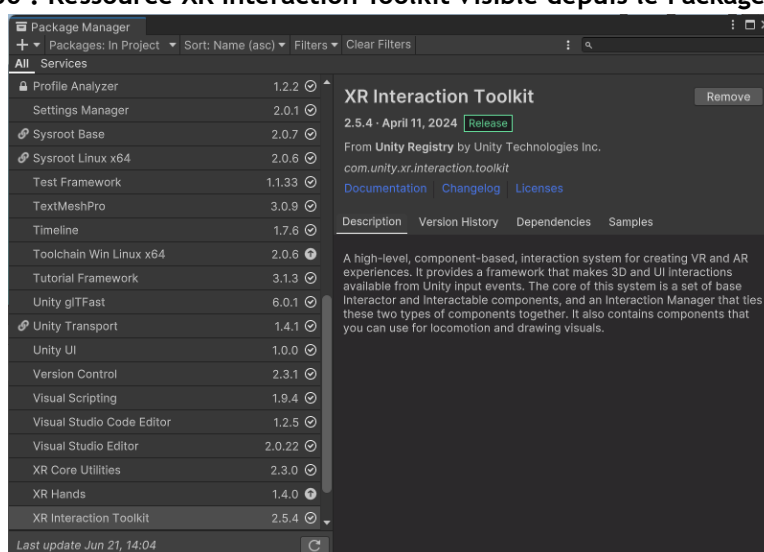 : Ressource XR Interaction Toolkit visible depuis le Package
Package Manager
Packages: In Project Sort: Name (asc) Filters Clear Filters
All Services
Profile Analyzer 1.2.2
Settings Manager 2.0.1
Sysroot Base 2.0.7
Sysroot Linux x64 2.0.6
Test Framework 1.1.33
TextMeshPro 3.0.9
Timeline 1.7.6
Toolchain Win Linux x64 2.0.6
Tutorial Framework 3.1.3
Unity glTFast 6.0.1
Unity Transport 1.4.1
Unity UI 1.0.0
Version Control 2.3.1
Visual Scripting 1.9.4
Visual Studio Code Editor 1.2.5
Visual Studio Editor 2.0.22
XR Core Utilities 2.3.0
XR Hands 1.4.0
XR Interaction Toolkit 2.5.4
Last update Jun 21, 14:04
XR Interaction Toolkit
Remove
2.5.4 · April 11, 2024 Release
From Unity Registry by Unity Technologies Inc.
com.unity.xr.interaction.toolkit
Documentation Changelog Licenses
Description Version History Dependencies Samples
A high-level, component-based, interaction system for creating VR and AR
experiences. It provides a framework that makes 3D and UI interactions
available from Unity input events. The core of this system is a set of base
Interactor and Interactable components, and an Interaction Manager that ties
these two types of components together. It also contains components that
you can use for locomotion and drawing visuals.